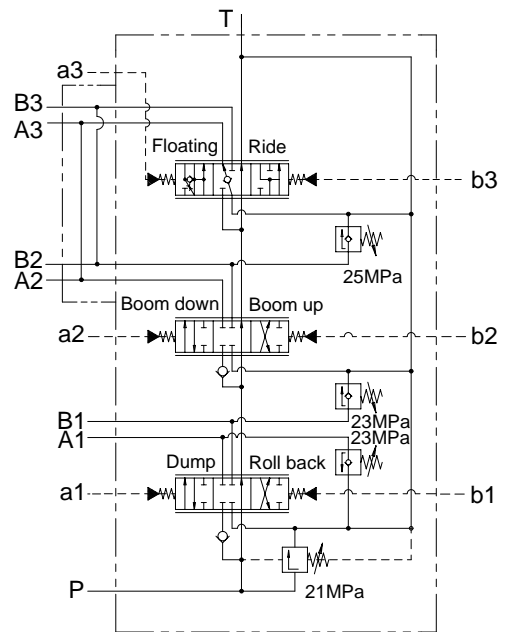 T
a3
B3
A3
Floating Ride
b3
B2
A2
25MPa
Boom down Boom up
a2
b2
B1
A1
23MPa
23MPa
Dump Roll back
a1
b1
P
21MPa